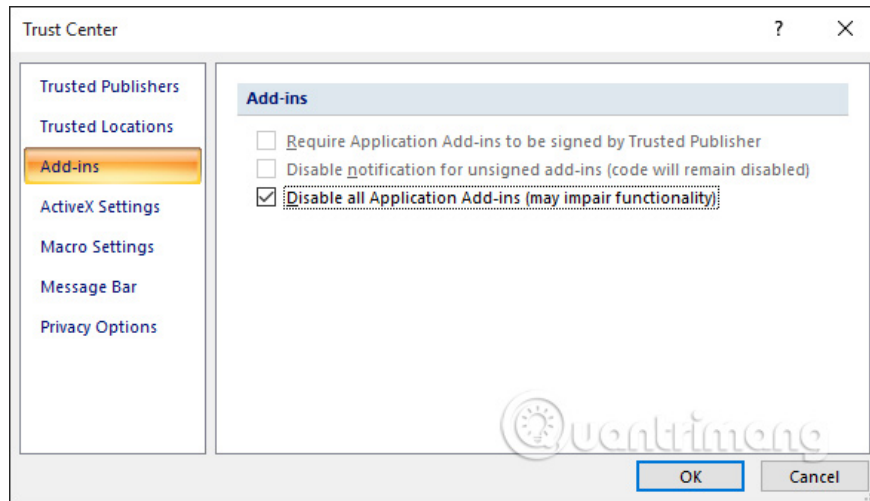 Trust Center
?
Trusted Publishers
Trusted Locations
Add-ins
ActiveX Settings
Macro Settings
Message Bar
Privacy Options
Add-ins
Require Application Add-ins to be signed by Trusted Publisher
Disable notification for unsigned add-ins (code will remain disabled)
Disable all Application Add-ins (may impair functionality)
Quantrimang
OK
Cancel